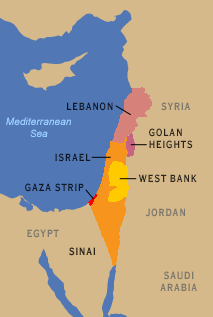 LEBANON
SYRIA
Mediterranean
Sea
GOLAN
HEIGHTS
ISRAEL
WEST BANK
GAZA STRIP
JORDAN
EGYPT
SINAI
SAUDI
ARABIA